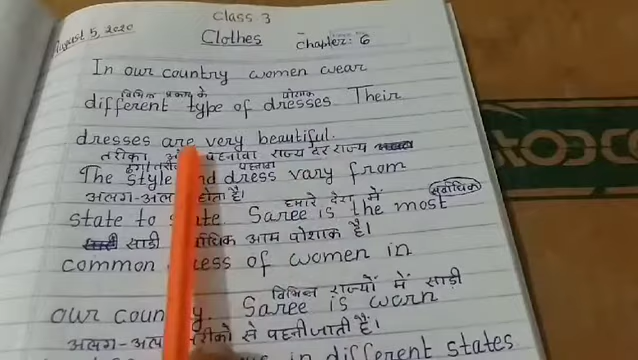 Class 3
August 5, 2020
Clothes
Chapter: 6
In our country women wear
विभिन्न प्रकार के पोशाक
different type of dresses. Their
dresses are very beautiful.
तरीका पहनावा राज्य दर राज्य
The style dress vary from
अलग-अलग होता है। हमारे देश में सर्वाधिक
state to state. Saree is the most
साड़ी आम पोशाक है।
common of women in
विभिन्न राज्यों में साड़ी
our country. Saree is worn
अलग-अलग तरीको से पहनी जाती है।
in different states